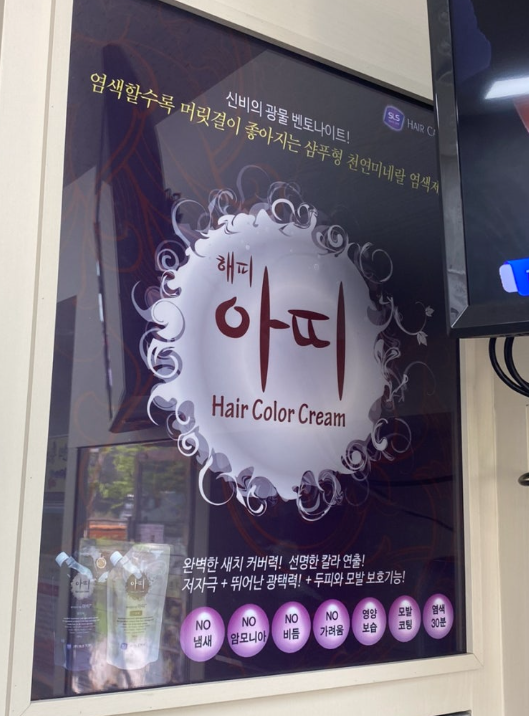 신비의 광물 벤토나이트!
염색할수록 머릿결이 좋아지는 샴푸형 천연미네랄 염색제
SLS HAIR
해피
아띠
Hair Color Cream
완벽한 새치 커버력! 선명한 칼라 연출!
저자극 + 뛰어난 광택력! + 두피와 모발 보호기능!
NO 냄새
NO 암모니아
NO 비듬
NO 가려움
영양 보습
모발 코팅
염색 30분
아띠